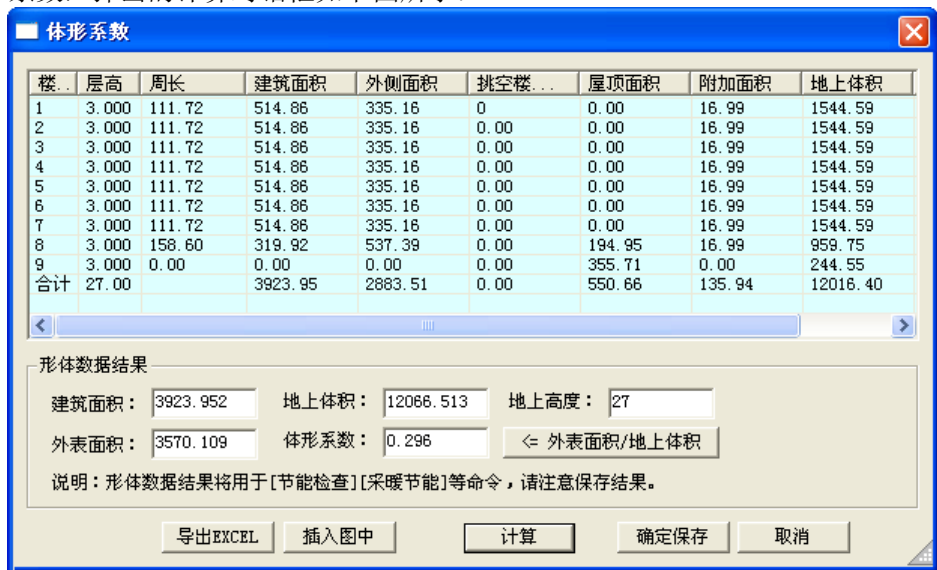 体形系数
楼.. 层高 周长 建筑面积 外侧面积 挑空楼... 屋顶面积 附加面积 地上体积
1 3.000 111.72 514.86 335.16 0 0.00 16.99 1544.59
2 3.000 111.72 514.86 335.16 0.00 0.00 16.99 1544.59
3 3.000 111.72 514.86 335.16 0.00 0.00 16.99 1544.59
4 3.000 111.72 514.86 335.16 0.00 0.00 16.99 1544.59
5 3.000 111.72 514.86 335.16 0.00 0.00 16.99 1544.59
6 3.000 111.72 514.86 335.16 0.00 0.00 16.99 1544.59
7 3.000 111.72 514.86 335.16 0.00 0.00 16.99 1544.59
8 3.000 158.60 319.92 537.39 0.00 194.95 16.99 959.75
9 3.000 0.00 0.00 0.00 0.00 355.71 0.00 244.55
合计 27.00 3923.95 2883.51 0.00 550.66 135.94 12016.40
形体数据结果
建筑面积： 3923.952 地上体积： 12066.513 地上高度： 27
外表面积： 3570.109 体形系数： 0.296 <= 外表面积/地上体积
说明：形体数据结果将用于[节能检查][采暖节能]等命令，请注意保存结果。
导出EXCEL 插入图中 计算 确定保存 取消